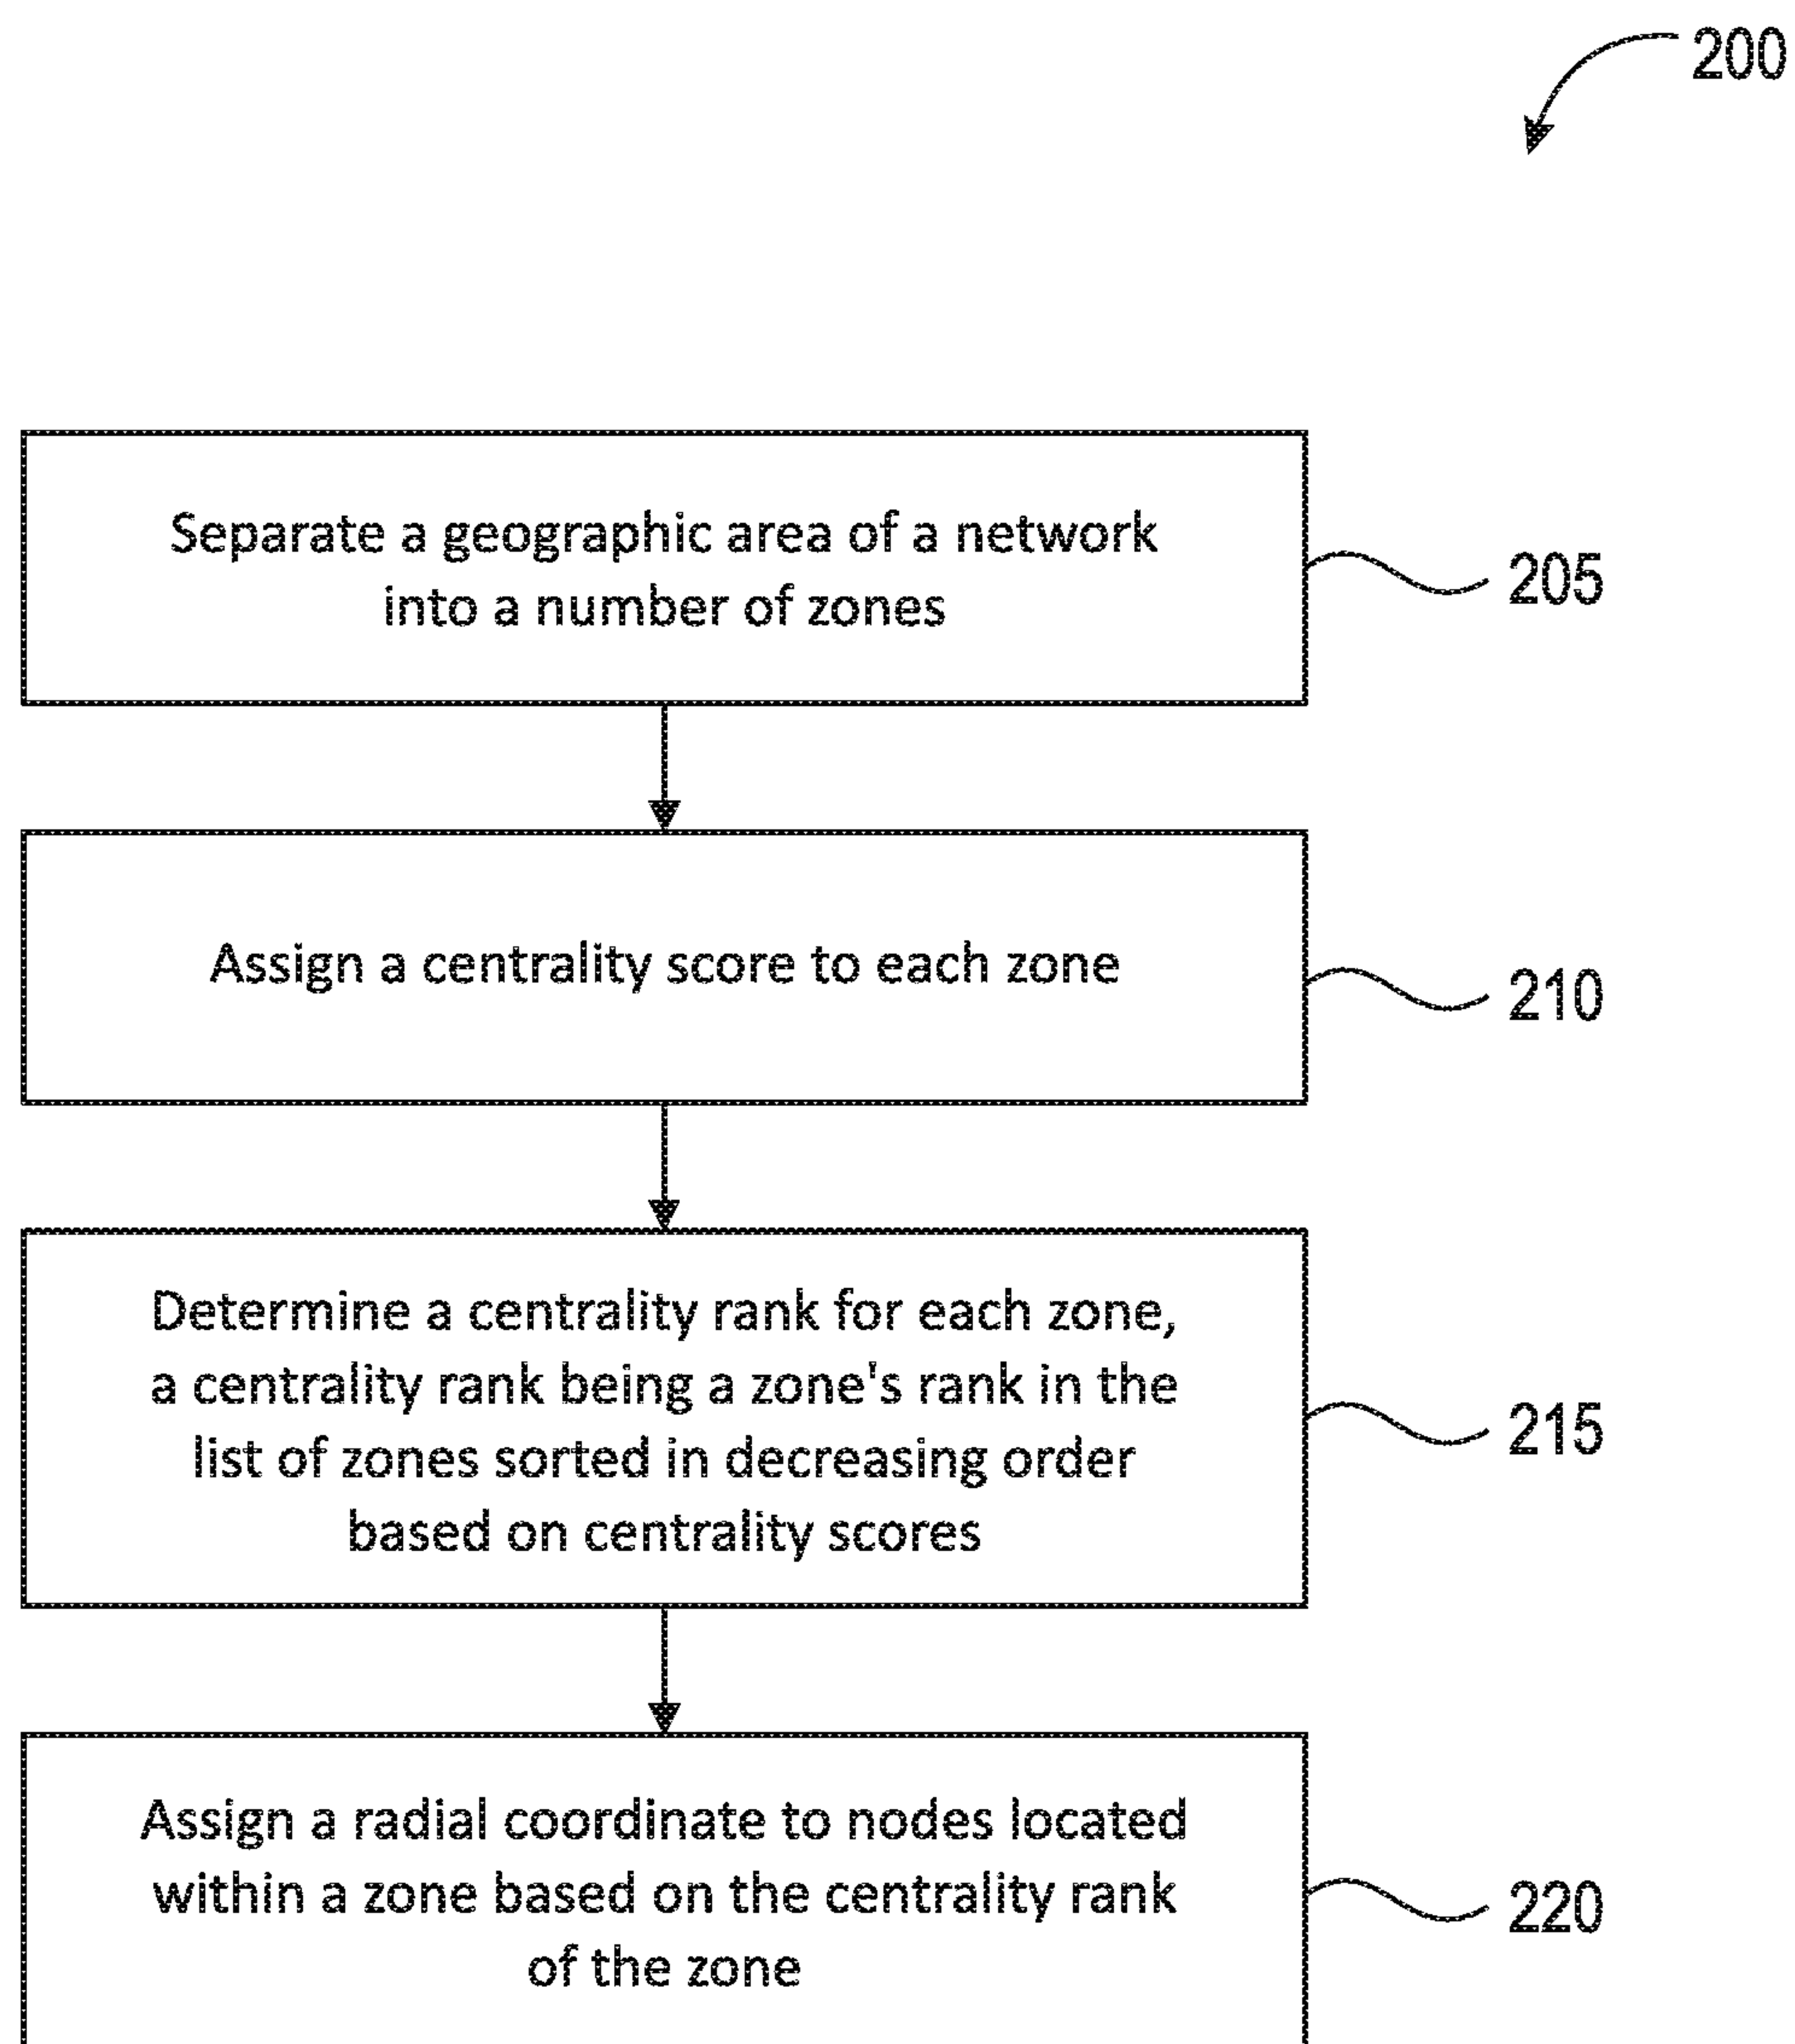 200
Separate a geographic area of a network
into a number of zones
205
Assign a centrality score to each zone
210
Determine a centrality rank for each zone,
a centrality rank being a zone's rank in the
list of zones sorted in decreasing order
based on centrality scores
215
Assign a radial coordinate to nodes located
within a zone based on the centrality rank
of the zone
220